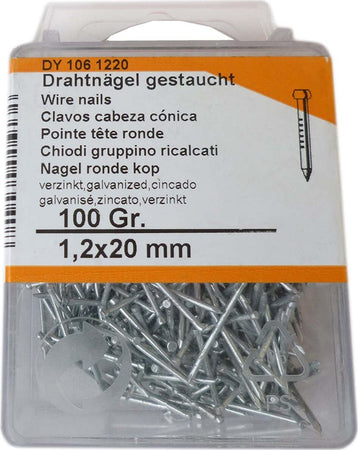 DY 106 1220
Drahtnägel gestaucht
Wire nails
Clavos cabeza cónica
Pointe tête ronde
Chiodi gruppino ricalcati
Nagel ronde kop
verzinkt,galvanized,cincado
galvanisé,zincato,verzinkt
100 Gr.
1,2x20 mm